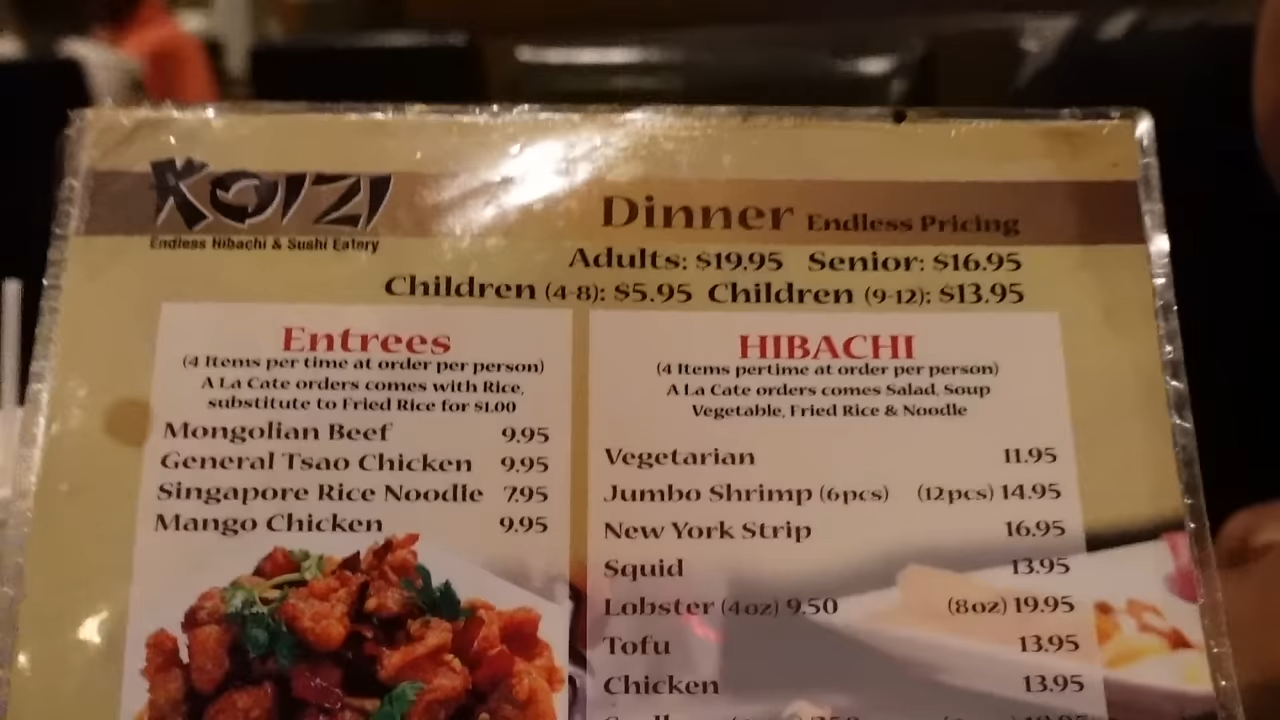 KOIZI
Endless Hibachi & Sushi Eatery
Dinner Endless Pricing
Adults: $19.95 Senior: $16.95
Children (4-8): $5.95 Children (9-12): $13.95
Entrees
(4 Items per time at order per person)
A La Cate orders comes with Rice,
substitute to Fried Rice for $1.00
Mongolian Beef 9.95
General Tsao Chicken 9.95
Singapore Rice Noodle 7.95
Mango Chicken 9.95
HIBACHI
(4 Items pertime at order per person)
A La Cate orders comes Salad, Soup
Vegetable, Fried Rice & Noodle
Vegetarian 11.95
Jumbo Shrimp (6pcs) (12pcs) 14.95
New York Strip 16.95
Squid 13.95
Lobster (4oz) 9.50 (8oz) 19.95
Tofu 13.95
Chicken 13.95